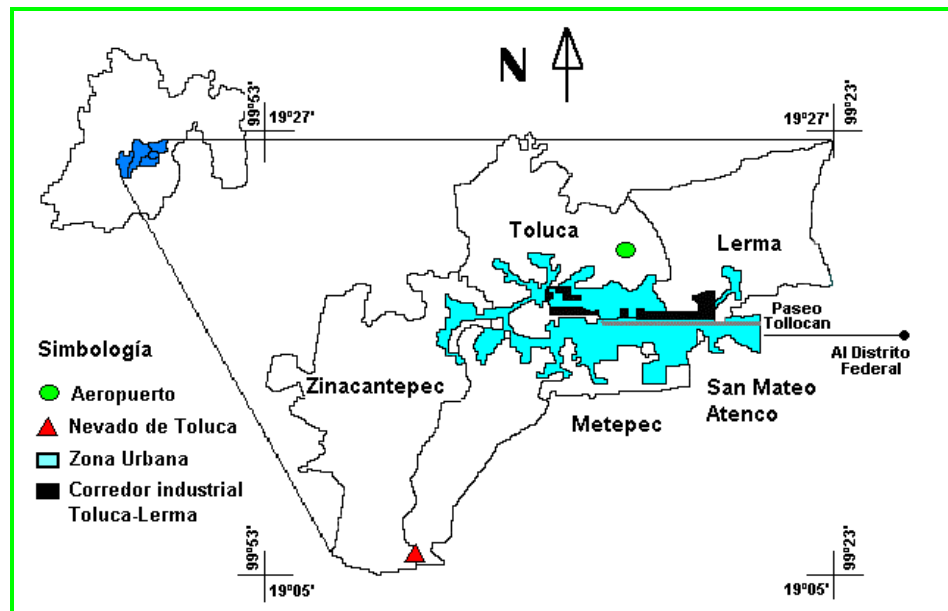 N
99°53'
19°27'
19°27'
99°23'
Toluca
Lerma
Paseo
Tollocan
Al Distrito
Federal
Zinacantepec
San Mateo
Atenco
Metepec
Simbología
Aeropuerto
Nevado de Toluca
Zona Urbana
Corredor industrial
Toluca-Lerma
99°53'
19°05'
19°05'
99°23'